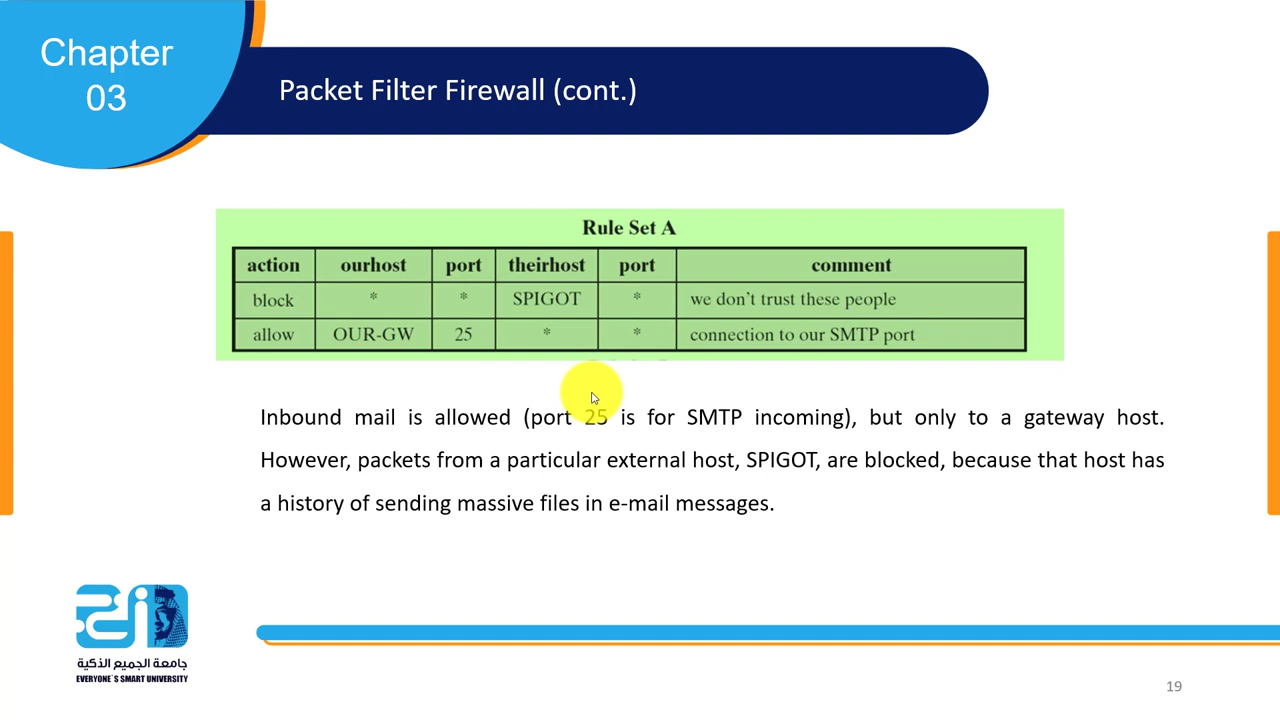 Chapter
03
Packet Filter Firewall (cont.)
Rule Set A
action ourhost port theirhost port comment
block * * SPIGOT * we don't trust these people
allow OUR-GW 25 * * connection to our SMTP port
Inbound mail is allowed (port 25 is for SMTP incoming), but only to a gateway host.
However, packets from a particular external host, SPIGOT, are blocked, because that host has
a history of sending massive files in e-mail messages.
جامعة الجميع الذكية
EVERYONE`S SMART UNIVERSITY
19